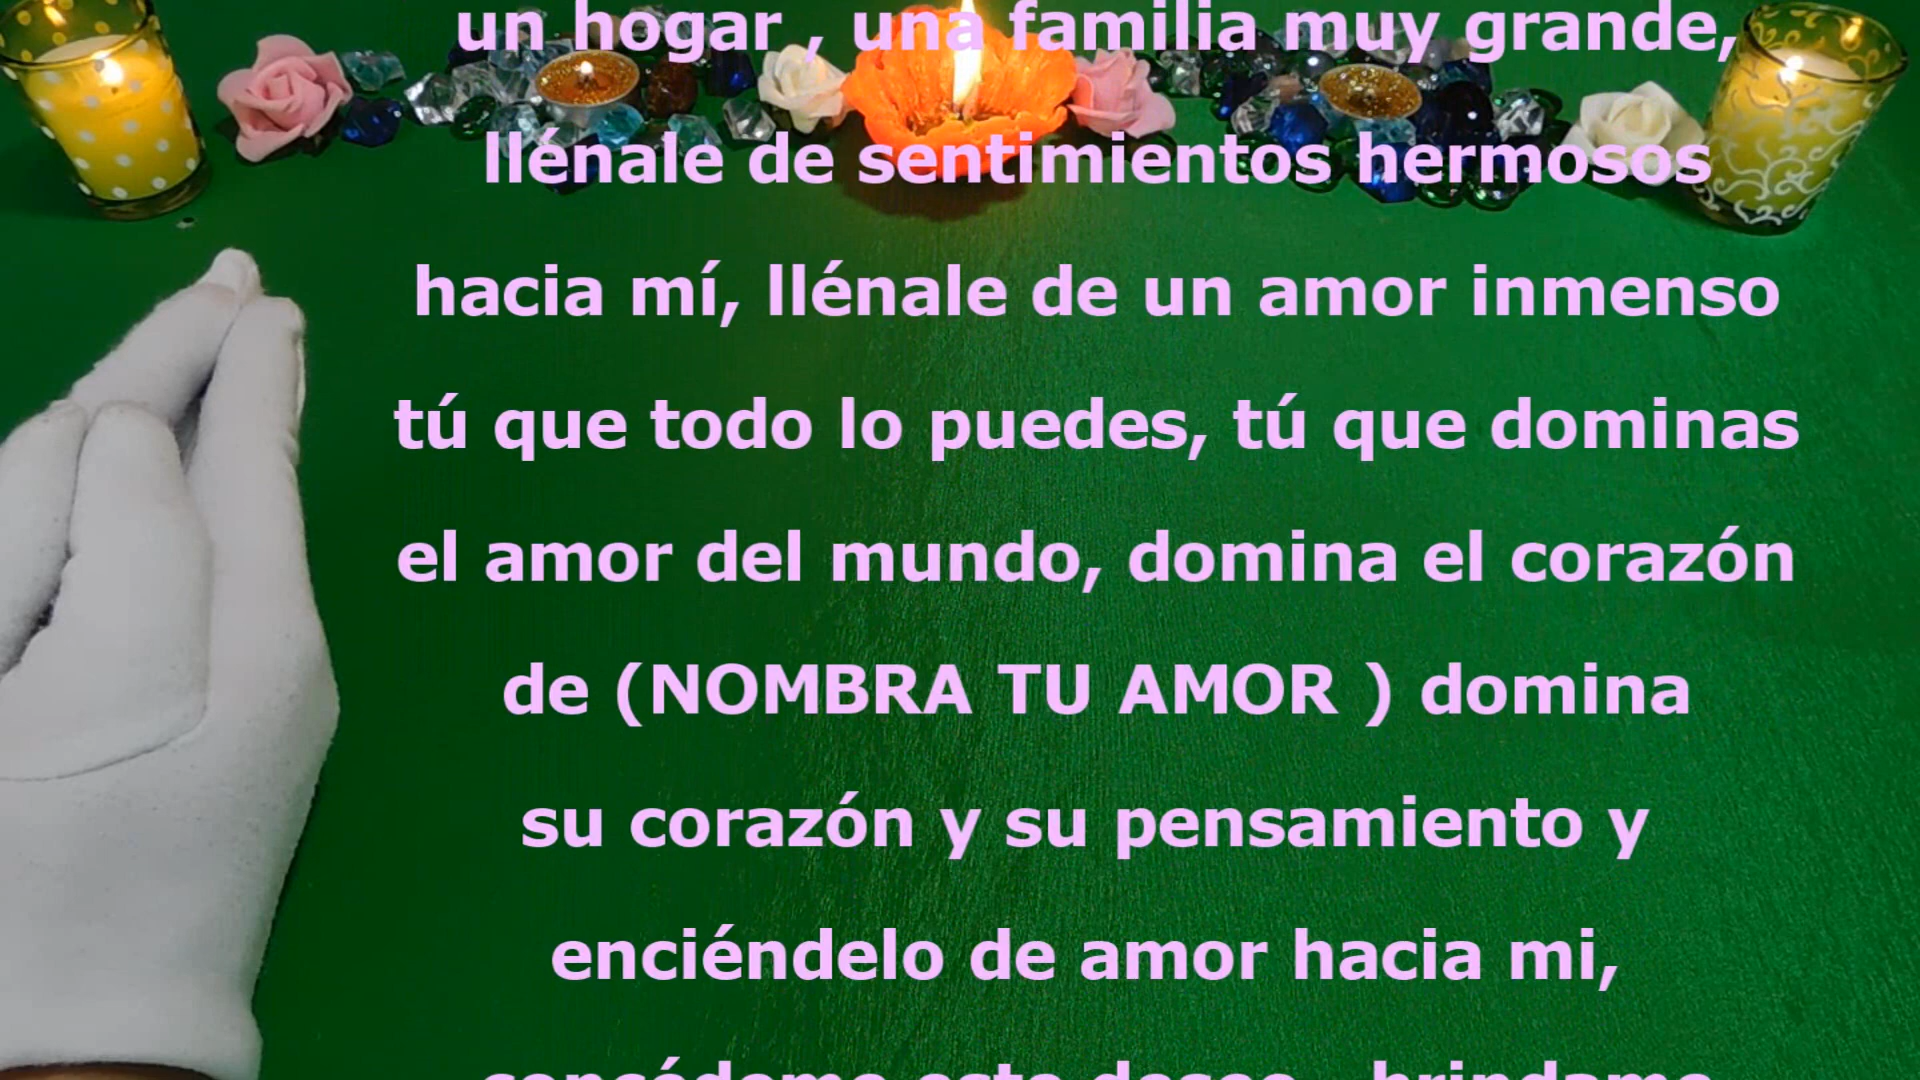 un hogar , una familia muy grande,
llénale de sentimientos hermosos
hacia mí, llénale de un amor inmenso
tú que todo lo puedes, tú que dominas
el amor del mundo, domina el corazón
de (NOMBRA TU AMOR ) domina
su corazón y su pensamiento y
enciéndelo de amor hacia mi,